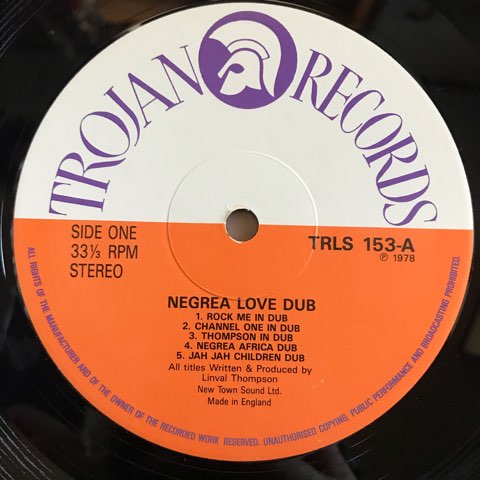 TROJAN RECORDS
SIDE ONE
33⅓ RPM
STEREO
TRLS 153-A
℗ 1978
NEGREA LOVE DUB
1. ROCK ME IN DUB
2. CHANNEL ONE IN DUB
3. THOMPSON IN DUB
4. NEGREA AFRICA DUB
5. JAH JAH CHILDREN DUB
All titles Written & Produced by
Linval Thompson
New Town Sound Ltd.
Made in England
ALL RIGHTS OF THE MANUFACTURER AND OF THE OWNER OF THE RECORDED WORK RESERVED. UNAUTHORISED COPYING, PUBLIC PERFORMANCE AND BROADCASTING PROHIBITED.